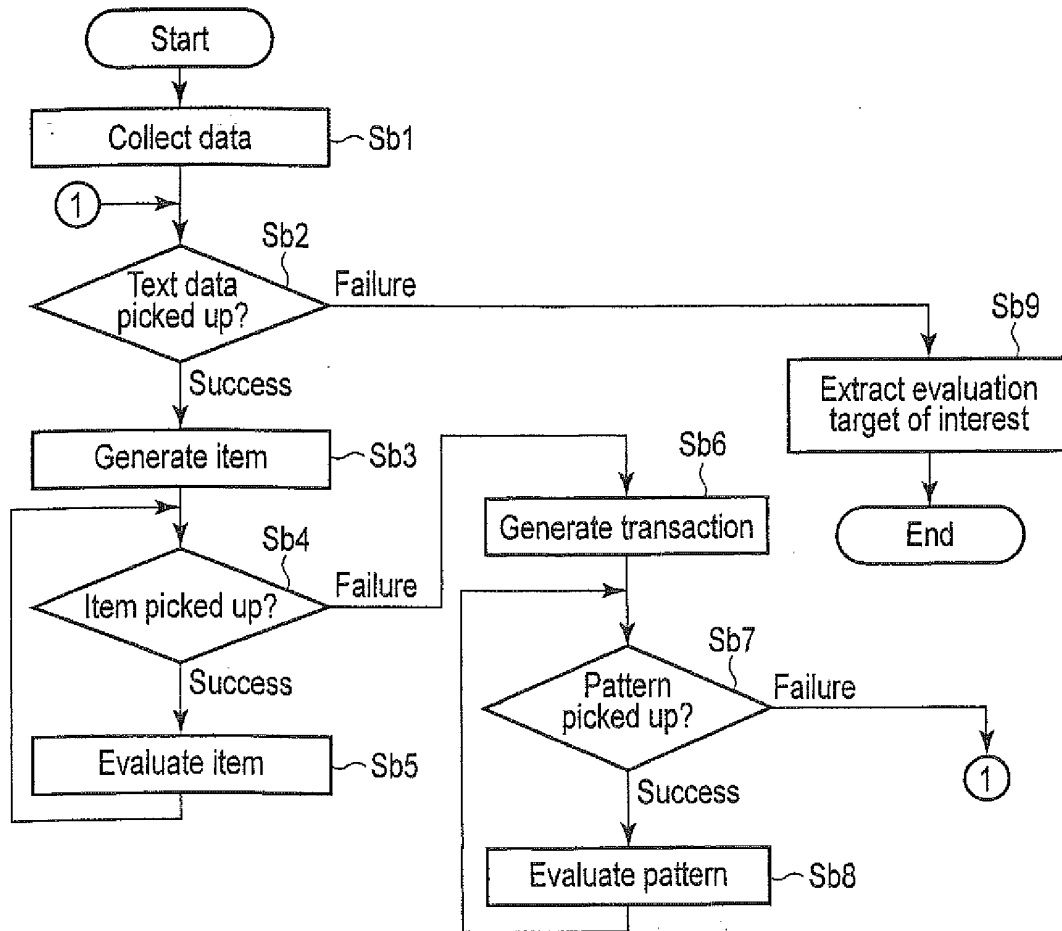 Start
Collect data
Sb1
1
Sb2
Text data
picked up?
Failure
Success
Sb9
Extract evaluation
target of interest
End
Generate item
Sb3
Sb4
Item picked up?
Failure
Success
Evaluate item
Sb5
Sb6
Generate transaction
Sb7
Pattern
picked up?
Failure
1
Success
Evaluate pattern
Sb8